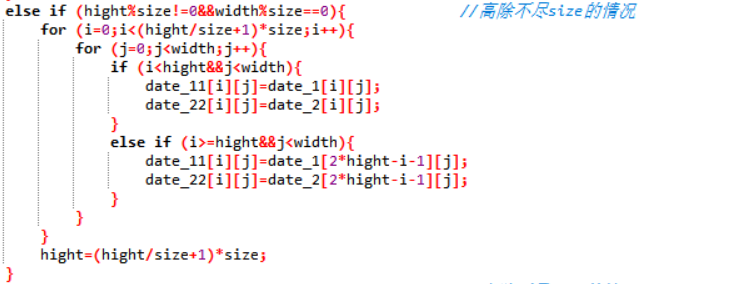 else if (hight%size!=0&&width%size==0){ //高除不尽size的情况
for (i=0;i<(hight/size+1)*size;i++){
for (j=0;j<width;j++){
if (i<hight&&j<width){
date_11[i][j]=date_1[i][j];
date_22[i][j]=date_2[i][j];
}
else if (i>=hight&&j<width){
date_11[i][j]=date_1[2*hight-i-1][j];
date_22[i][j]=date_2[2*hight-i-1][j];
}
}
}
hight=(hight/size+1)*size;
}